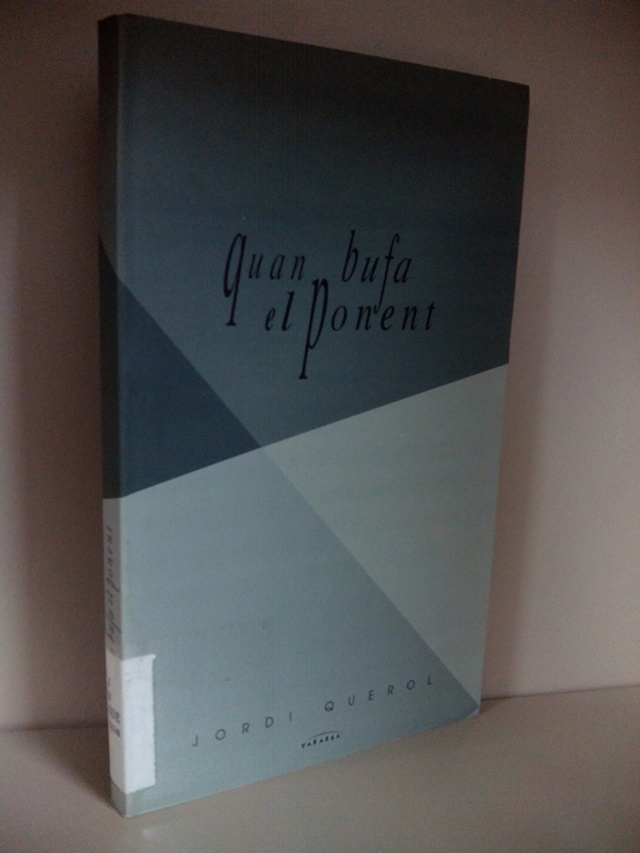 quan bufa
el ponent
JORDI QUEROL